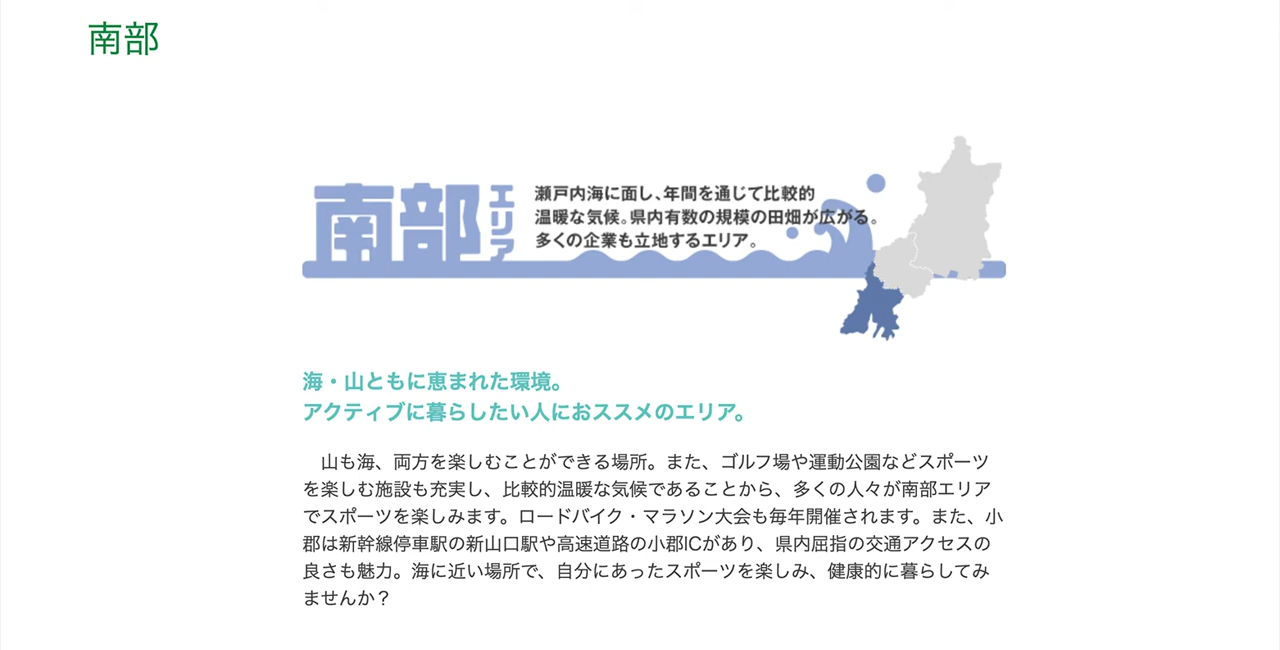 南部
南部エリア
瀬戸内海に面し、年間を通じて比較的
温暖な気候。県内有数の規模の田畑が広がる。
多くの企業も立地するエリア。
海・山ともに恵まれた環境。
アクティブに暮らしたい人におススメのエリア。
山も海、両方を楽しむことができる場所。また、ゴルフ場や運動公園などスポーツ
を楽しむ施設も充実し、比較的温暖な気候であることから、多くの人々が南部エリア
でスポーツを楽しみます。ロードバイク・マラソン大会も毎年開催されます。また、小
郡は新幹線停車駅の新山口駅や高速道路の小郡ICがあり、県内屈指の交通アクセスの
良さも魅力。海に近い場所で、自分にあったスポーツを楽しみ、健康的に暮らしてみ
ませんか？